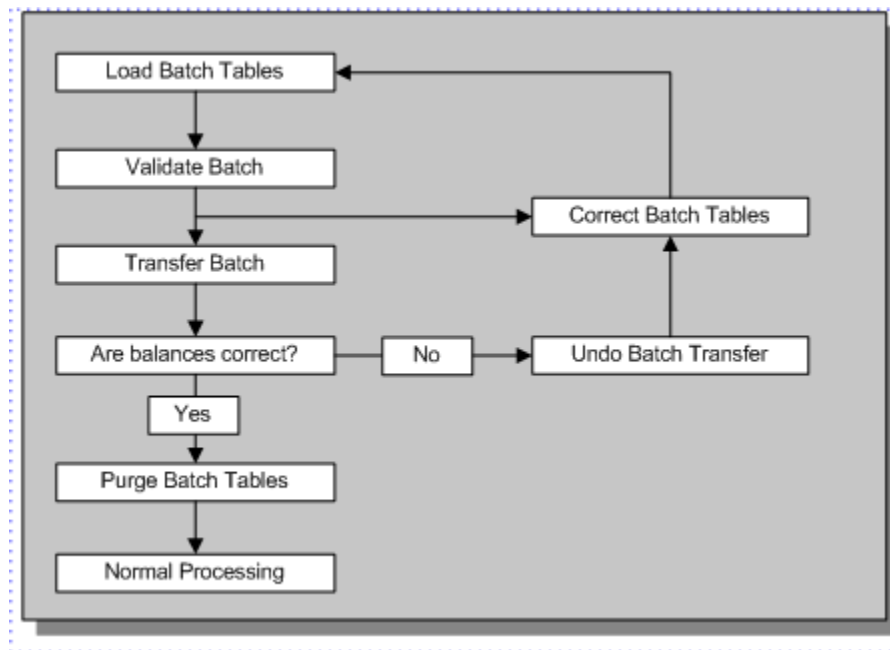 Load Batch Tables
Validate Batch
Correct Batch Tables
Transfer Batch
Are balances correct?
No
Undo Batch Transfer
Yes
Purge Batch Tables
Normal Processing